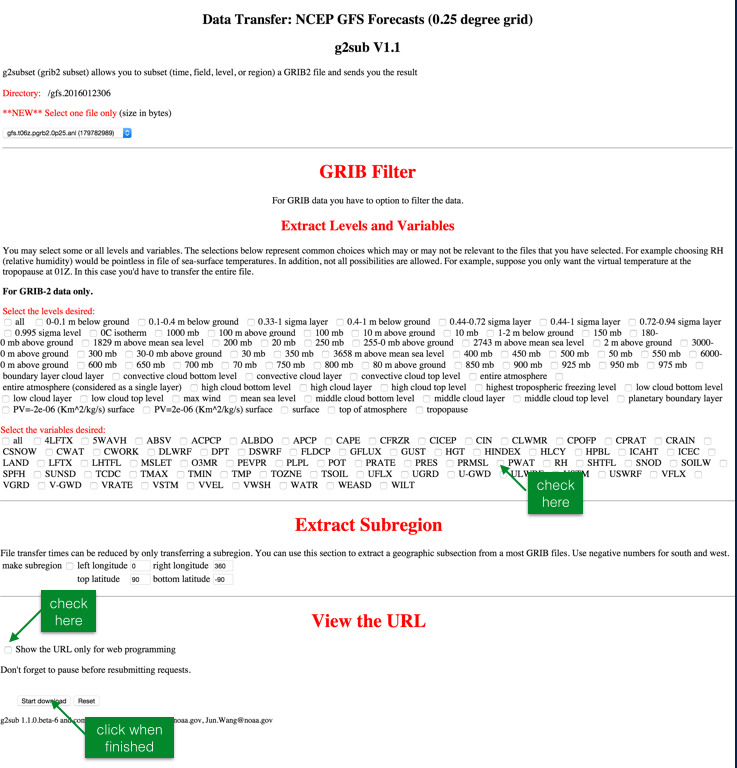 Data Transfer: NCEP GFS Forecasts (0.25 degree grid)
g2sub V1.1
g2subset (grib2 subset) allows you to subset (time, field, level, or region) a GRIB2 file and sends you the result
Directory: /gfs.2016012306
**NEW** Select one file only (size in bytes)
gfs.t06z.pgrb2.0p25.anl (179782989)
GRIB Filter
For GRIB data you have to option to filter the data.
Extract Levels and Variables
You may select some or all levels and variables. The selections below represent common choices which may or may not be relevant to the files that you have selected. For example choosing RH
(relative humidity) would be pointless in file of sea-surface temperatures. In addition, not all possibilities are allowed. For example, suppose you only want the virtual temperature at the
tropopause at 01Z. In this case you'd have to transfer the entire file.
For GRIB-2 data only.
Select the levels desired:
all 0-0.1 m below ground 0.1-0.4 m below ground 0.33-1 sigma layer 0.4-1 m below ground 0.44-0.72 sigma layer 0.44-1 sigma layer 0.72-0.94 sigma layer
0.995 sigma level 0C isotherm 1000 mb 100 m above ground 100 mb 10 m above ground 10 mb 1-2 m below ground 150 mb 180-
0 mb above ground 1829 m above mean sea level 200 mb 20 mb 250 mb 255-0 mb above ground 2743 m above mean sea level 2 m above ground 3000-
0 m above ground 300 mb 30-0 mb above ground 30 mb 350 mb 3658 m above mean sea level 400 mb 450 mb 500 mb 50 mb 550 mb 6000-
0 m above ground 600 mb 650 mb 700 mb 70 mb 750 mb 800 mb 80 m above ground 850 mb 900 mb 925 mb 950 mb 975 mb
boundary layer cloud layer convective cloud bottom level convective cloud layer convective cloud top level entire atmosphere
entire atmosphere (considered as a single layer) high cloud bottom level high cloud layer high cloud top level highest tropospheric freezing level low cloud bottom level
low cloud layer low cloud top level max wind mean sea level middle cloud bottom level middle cloud layer middle cloud top level planetary boundary layer
PV=-2e-06 (Km^2/kg/s) surface PV=2e-06 (Km^2/kg/s) surface surface top of atmosphere tropopause
Select the variables desired:
all 4LFTX 5WAVH ABSV ACPCP ALBDO APCP CAPE CFRZR CICEP CIN CLWMR CPOFP CPRAT CRAIN
CSNOW CWAT CWORK DLWRF DPT DSWRF FLDCP GFLUX GUST HGT HINDEX HLCY HPBL ICAHT ICEC
LAND LFTX LHTFL MSLET O3MR PEVPR PLPL POT PRATE PRES PRMSL PWAT RH SHTFL SNOD SOILW
SPFH SUNSD TCDC TMAX TMIN TMP TOZNE TSOIL UFLX UGRD U-GWD USWRF VFLX
VGRD V-GWD VRATE VSTM VVEL VWSH WATR WEASD WILT
check
here
Extract Subregion
File transfer times can be reduced by only transferring a subregion. You can use this section to extract a geographic subsection from a most GRIB files. Use negative numbers for south and west.
make subregion left longitude 0 right longitude 360
top latitude 90 bottom latitude -90
check
here
View the URL
Show the URL only for web programming
Don't forget to pause before resubmitting requests.
Start download Reset
g2sub 1.1.0.beta-6 and noaa.gov, Jun.Wang@noaa.gov
click when
finished